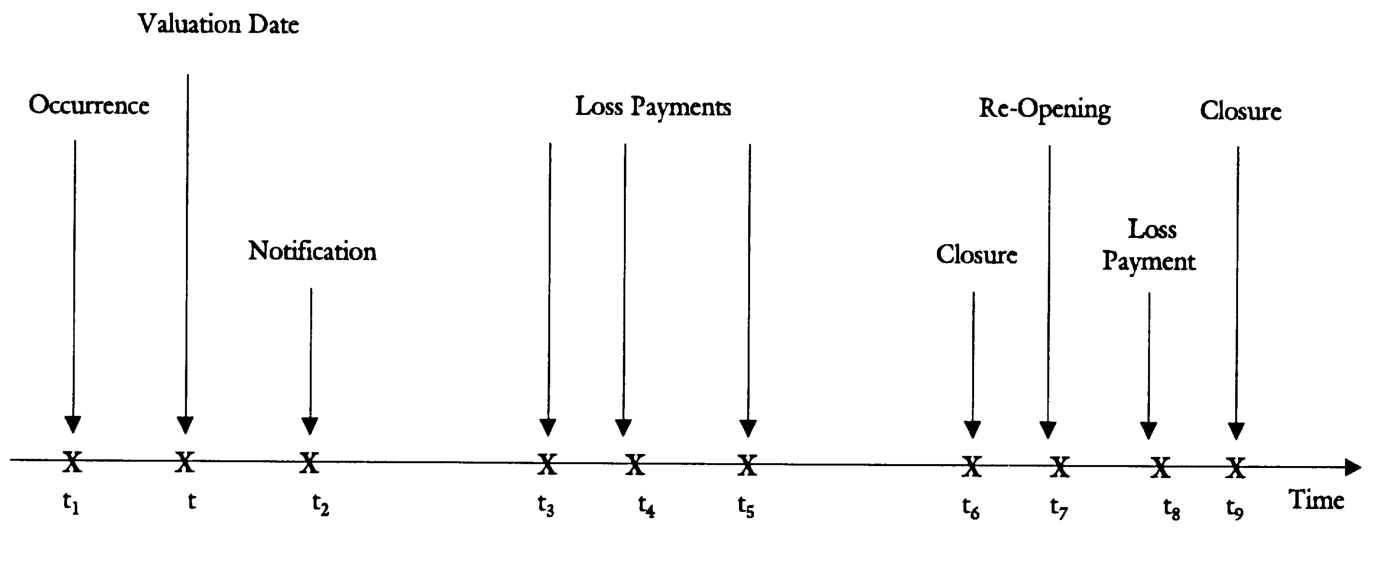 Valuation Date
Occurrence
Loss Payments
Re-Opening
Closure
Notification
Closure
Loss
Payment
X X X X X X X X X X
t₁ t t₂ t₃ t₄ t₅ t₆ t₇ t₈ t₉ Time